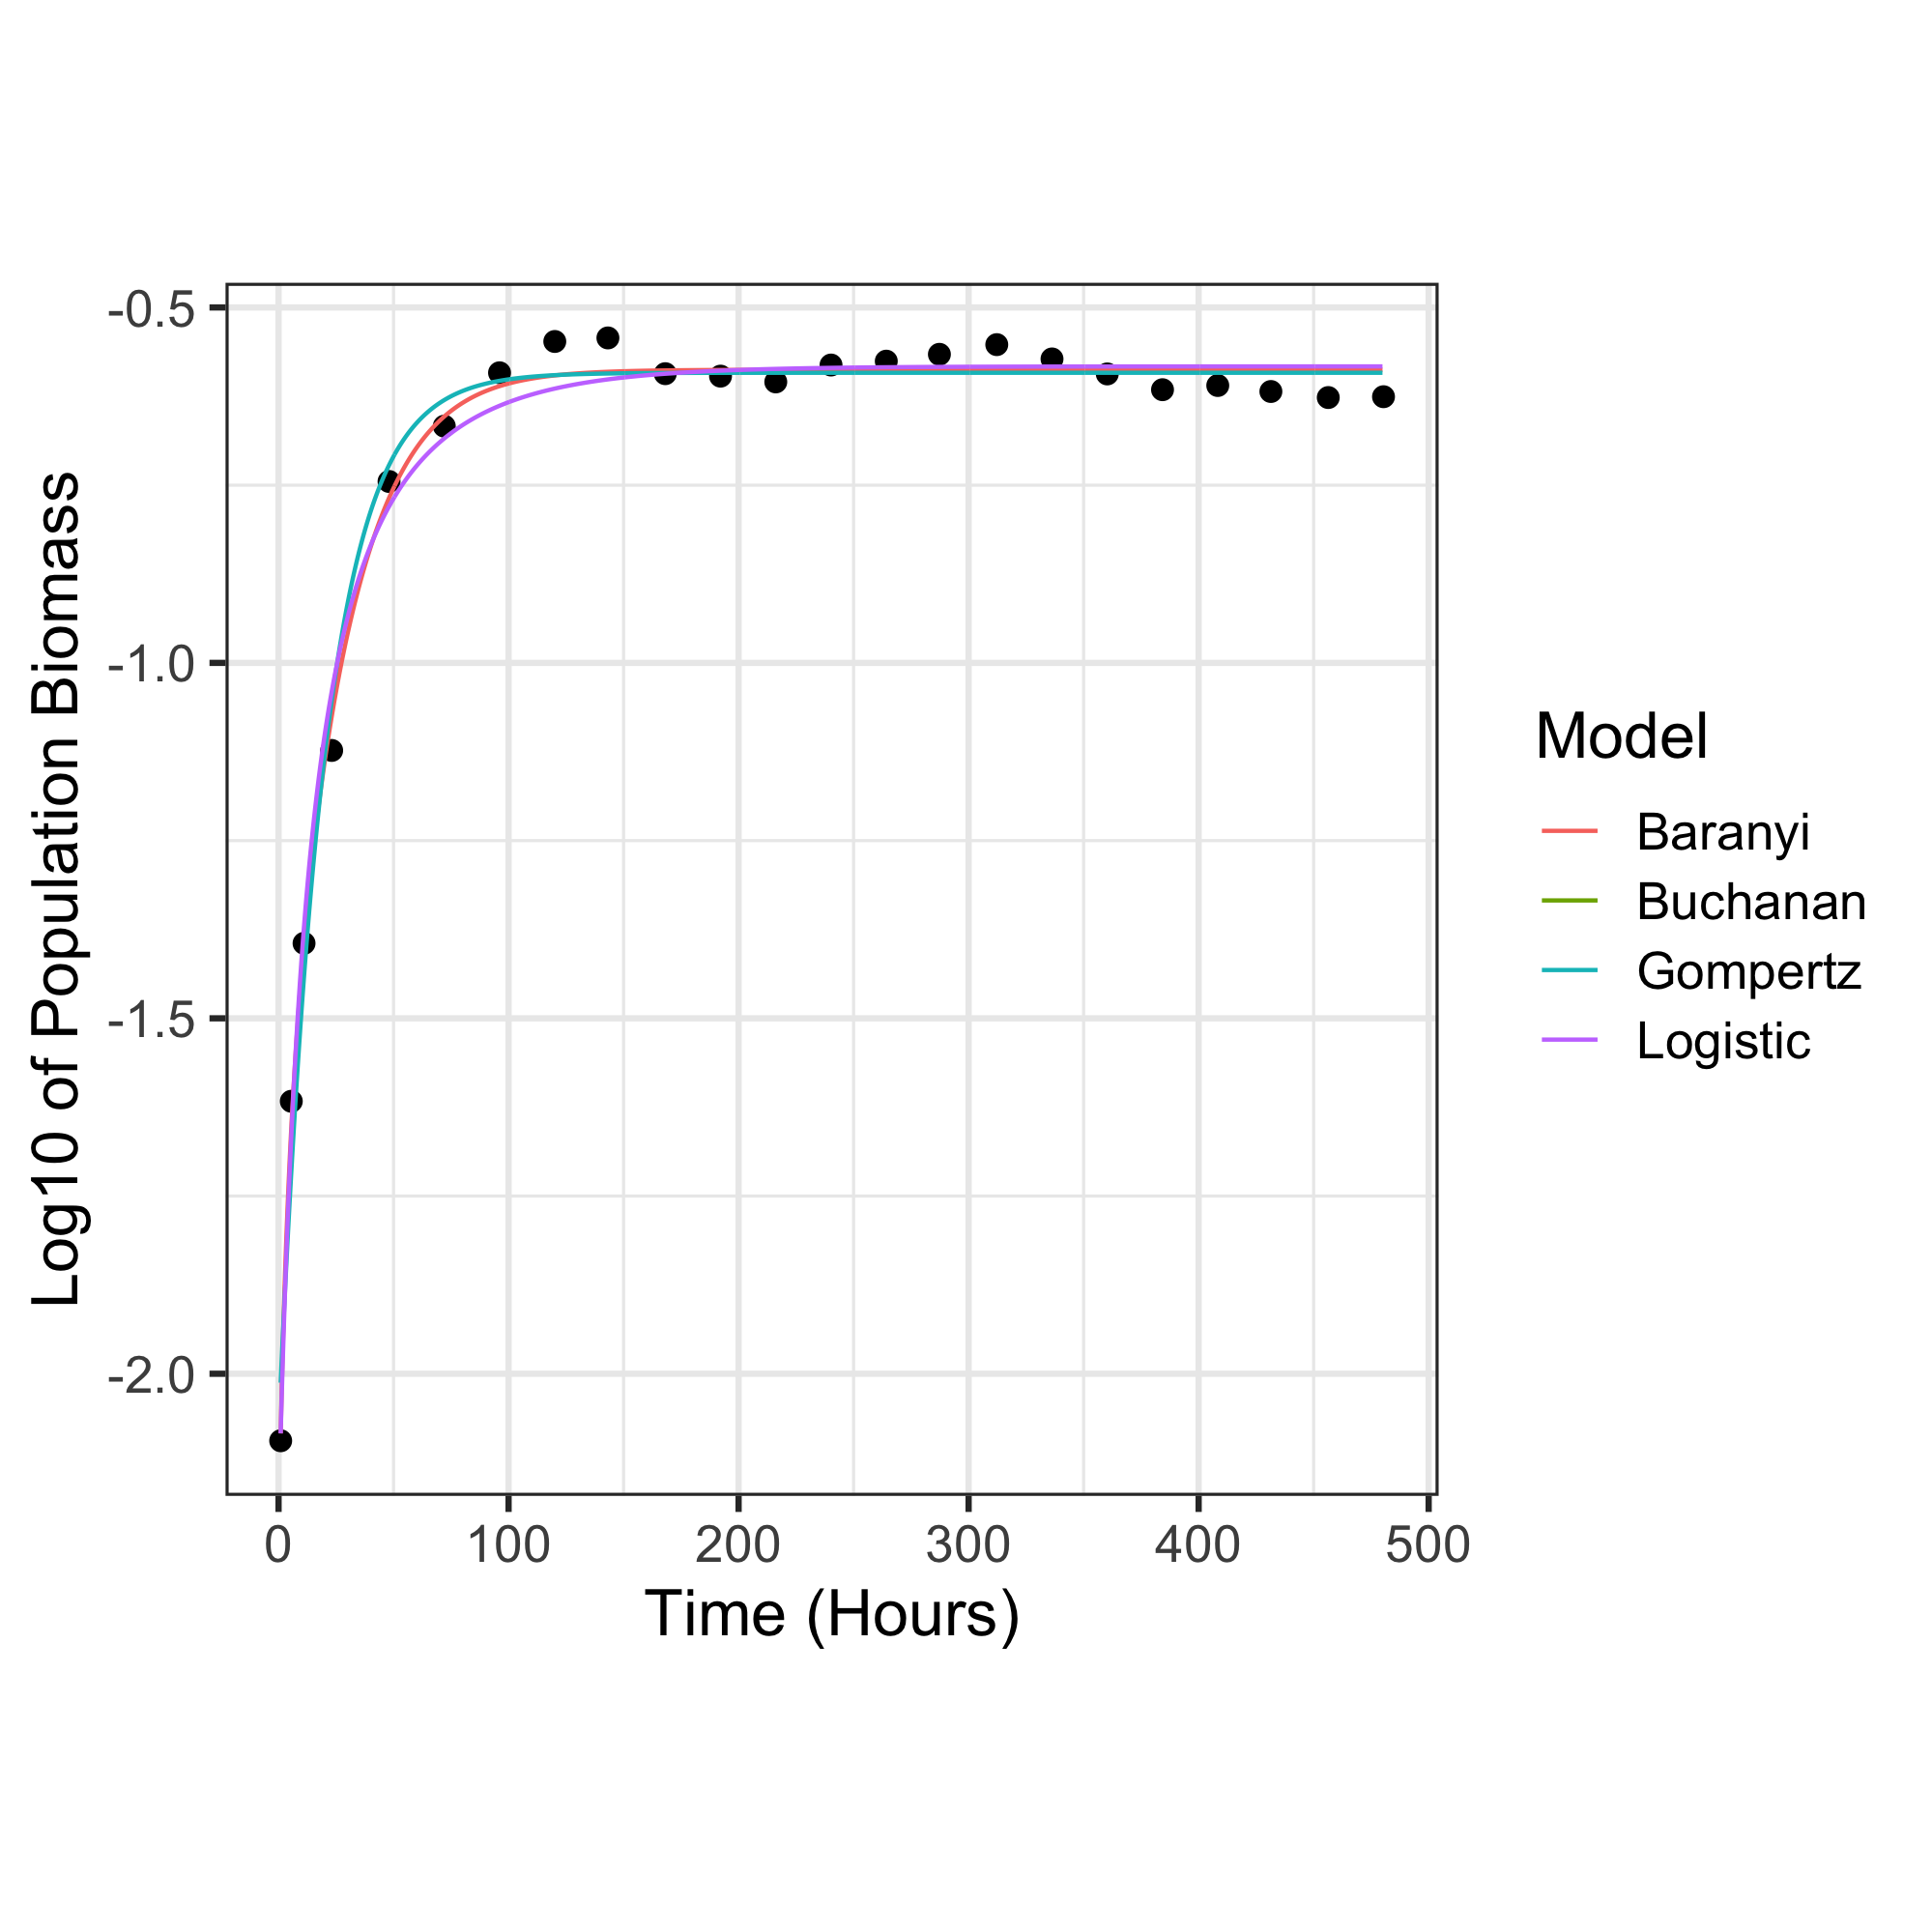 Log10 of Population Biomass
-0.5
-1.0
-1.5
-2.0
0 100 200 300 400 500
Time (Hours)
Model
Baranyi
Buchanan
Gompertz
Logistic